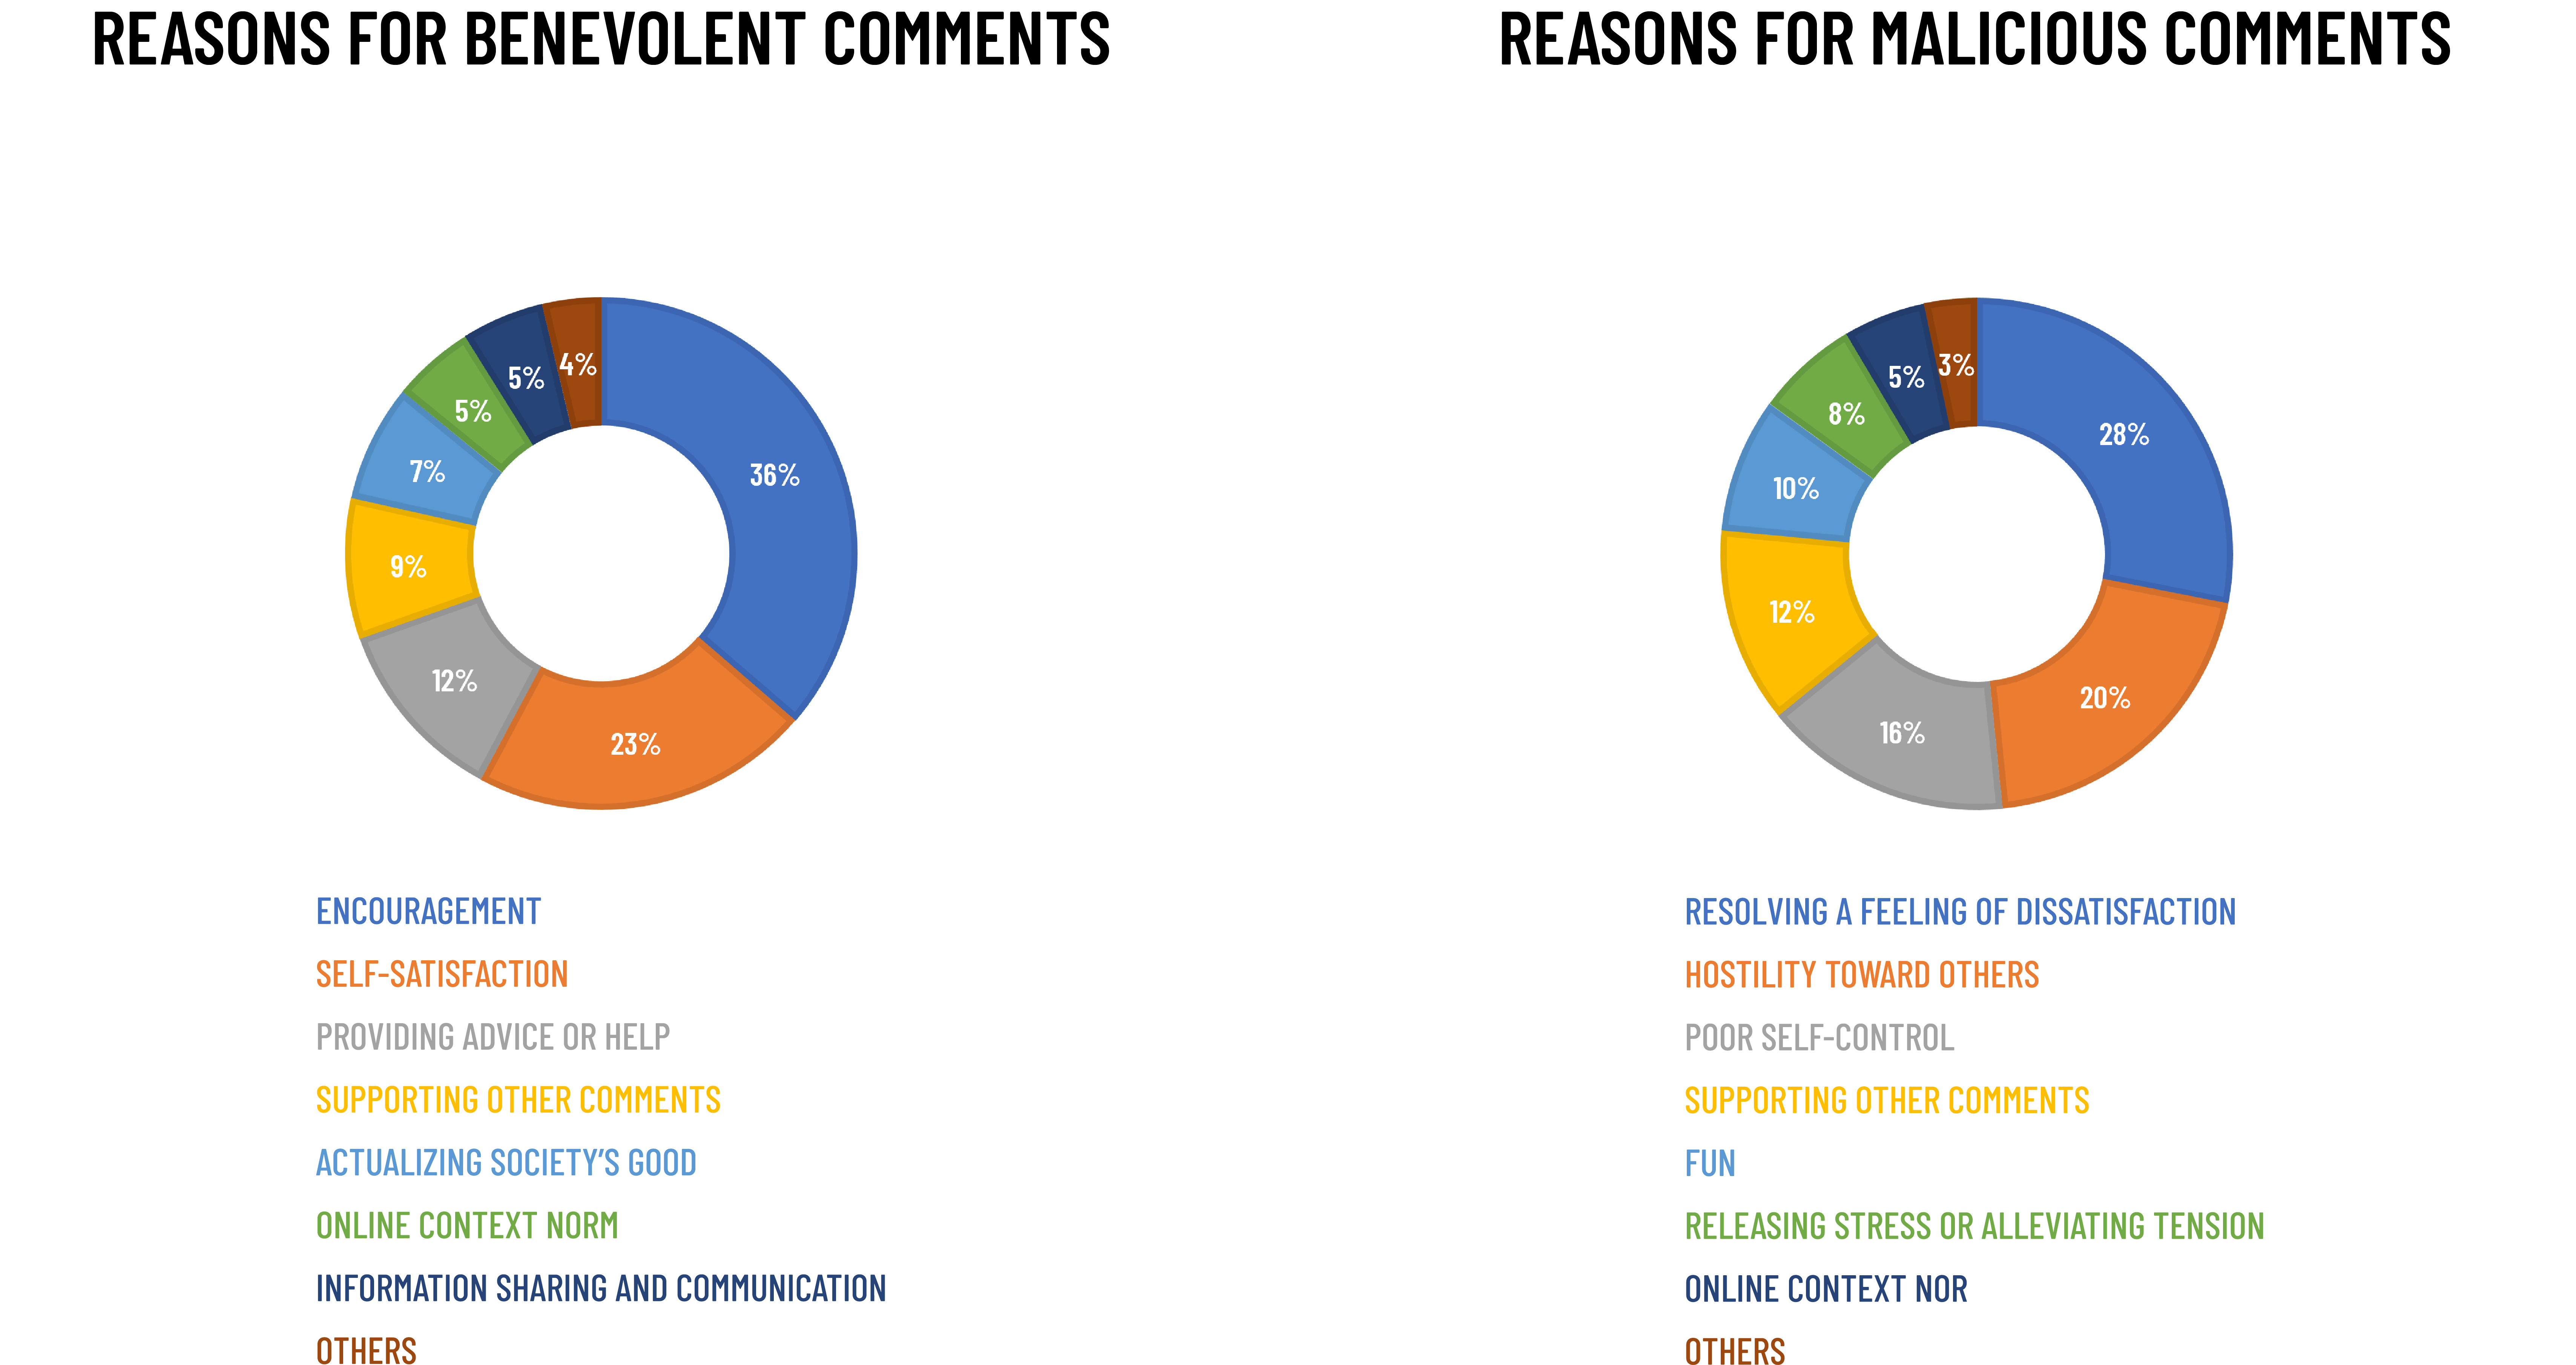 REASONS FOR BENEVOLENT COMMENTS
36%
23%
12%
9%
7%
5%
5%
4%
ENCOURAGEMENT
SELF-SATISFACTION
PROVIDING ADVICE OR HELP
SUPPORTING OTHER COMMENTS
ACTUALIZING SOCIETY’S GOOD
ONLINE CONTEXT NORM
INFORMATION SHARING AND COMMUNICATION
OTHERS
REASONS FOR MALICIOUS COMMENTS
28%
20%
16%
12%
10%
8%
5%
3%
RESOLVING A FEELING OF DISSATISFACTION
HOSTILITY TOWARD OTHERS
POOR SELF-CONTROL
SUPPORTING OTHER COMMENTS
FUN
RELEASING STRESS OR ALLEVIATING TENSION
ONLINE CONTEXT NOR
OTHERS